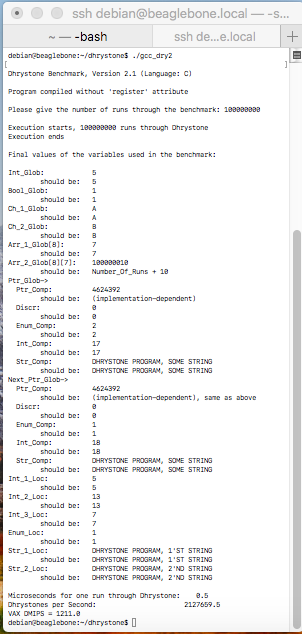 ssh debian@beaglebone.local — -s...
~ — -bash
ssh de...e.local
debian@beaglebone:~/dhrystone$ ./gcc_dry2
Dhrystone Benchmark, Version 2.1 (Language: C)
Program compiled without 'register' attribute
Please give the number of runs through the benchmark: 100000000
Execution starts, 100000000 runs through Dhrystone
Execution ends
Final values of the variables used in the benchmark:
Int_Glob: 5
should be: 5
Bool_Glob: 1
should be: 1
Ch_1_Glob: A
should be: A
Ch_2_Glob: B
should be: B
Arr_1_Glob[8]: 7
should be: 7
Arr_2_Glob[8][7]: 100000010
should be: Number_Of_Runs + 10
Ptr_Glob->
Ptr_Comp: 4624392
should be: (implementation-dependent)
Discr: 0
should be: 0
Enum_Comp: 2
should be: 2
Int_Comp: 17
should be: 17
Str_Comp: DHRYSTONE PROGRAM, SOME STRING
should be: DHRYSTONE PROGRAM, SOME STRING
Next_Ptr_Glob->
Ptr_Comp: 4624392
should be: (implementation-dependent), same as above
Discr: 0
should be: 0
Enum_Comp: 1
should be: 1
Int_Comp: 18
should be: 18
Str_Comp: DHRYSTONE PROGRAM, SOME STRING
should be: DHRYSTONE PROGRAM, SOME STRING
Int_1_Loc: 5
should be: 5
Int_2_Loc: 13
should be: 13
Int_3_Loc: 7
should be: 7
Enum_Loc: 1
should be: 1
Str_1_Loc: DHRYSTONE PROGRAM, 1'ST STRING
should be: DHRYSTONE PROGRAM, 1'ST STRING
Str_2_Loc: DHRYSTONE PROGRAM, 2'ND STRING
should be: DHRYSTONE PROGRAM, 2'ND STRING
Microseconds for one run through Dhrystone: 0.5
Dhrystones per Second: 2127659.5
VAX DMIPS = 1211.0
debian@beaglebone:~/dhrystone$